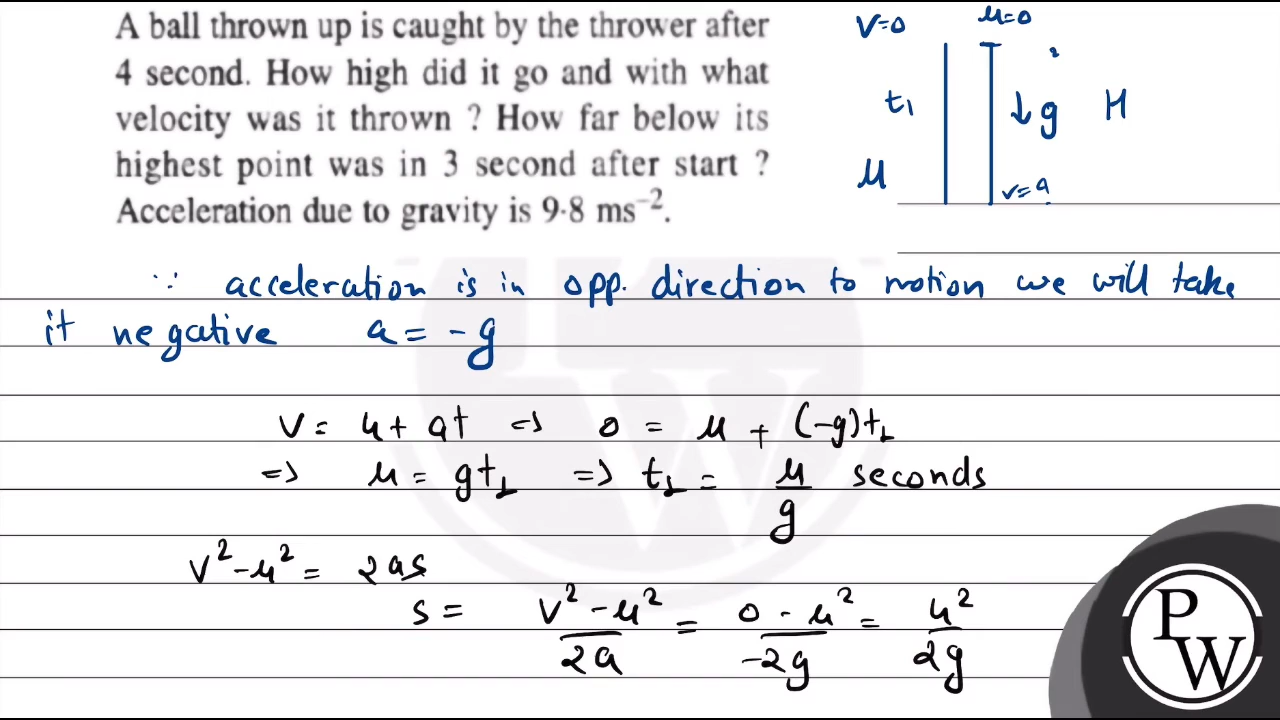 A ball thrown up is caught by the thrower after
4 second. How high did it go and with what
velocity was it thrown ? How far below its
highest point was in 3 second after start ?
Acceleration due to gravity is 9·8 ms⁻².
V=0 u=0
t₁ ↓g H
u v=?
∵ acceleration is in opp. direction to motion we will take
it negative a = -g
V = u + at ⇒ 0 = u + (-g)t₁
⇒ u = gt₁ ⇒ t₁ = u/g seconds
V² - u² = 2as
s = (V² - u²)/2a = (0 - u²)/-2g = u²/2g
PW